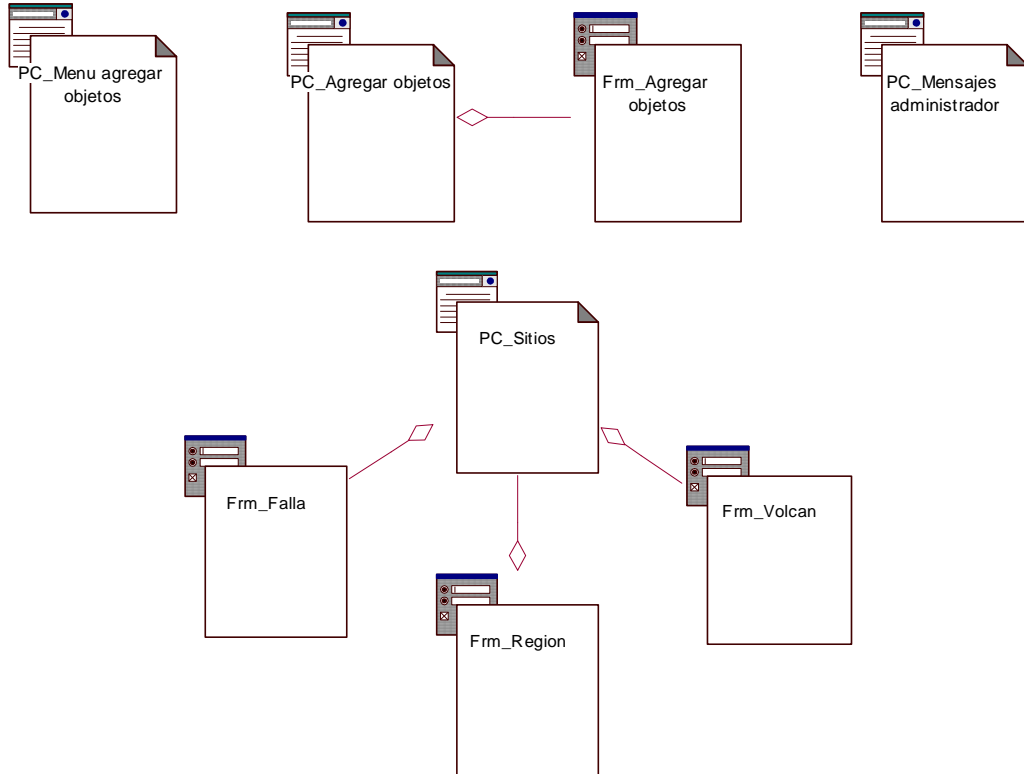 PC_Menu agregar
objetos
PC_Agregar objetos
Frm_Agregar
objetos
PC_Mensajes
administrador
PC_Sitios
Frm_Falla
Frm_Volcan
Frm_Region